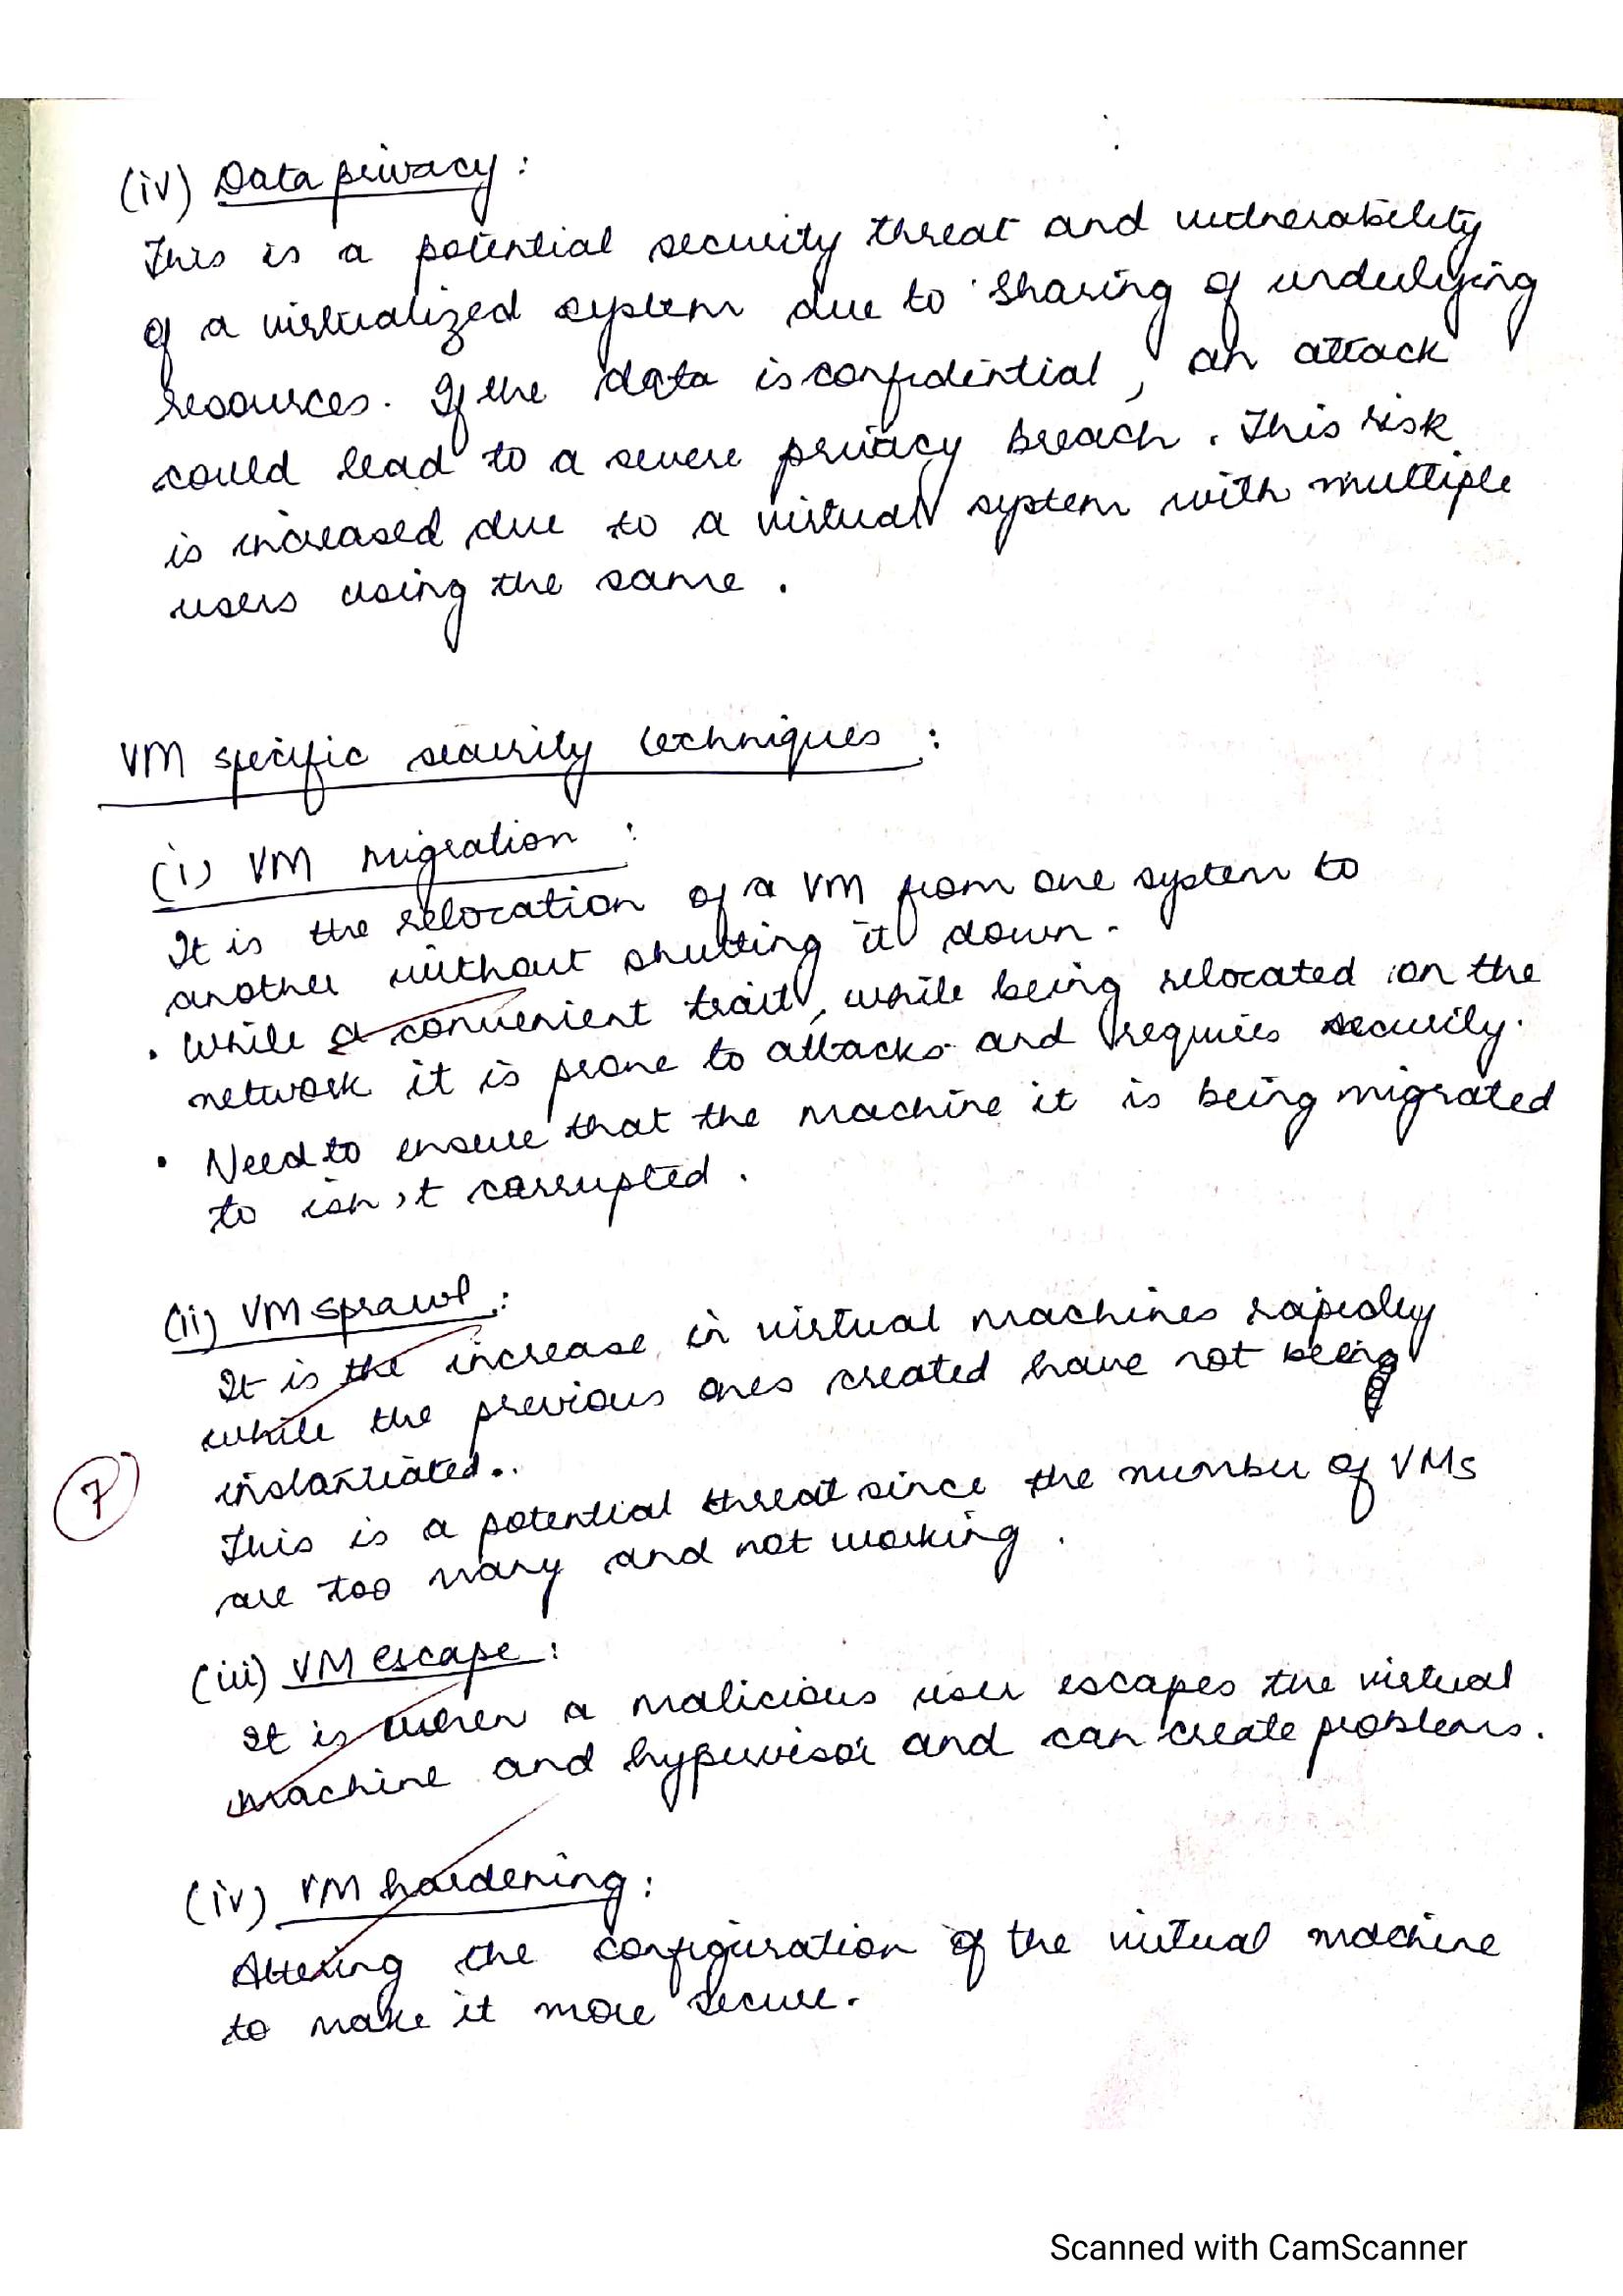 (iv) Data privacy :
This is a potential security threat and vulnerability
of a virtualized system due to sharing of underlying
resources. If the data is confidential, an attack
could lead to a severe privacy breach. This risk
is increased due to a virtual system with multiple
users using the same.
VM specific security techniques :
(i) VM Migration :
It is the relocation of a VM from one system to
another without shutting it down.
• While a convenient trait, while being relocated on the
network it is prone to attacks and requires security.
• Need to ensure that the machine it is being migrated
to isn't corrupted.
(ii) VM sprawl :
It is the increase in virtual machines rapidly
while the previous ones created have not being
instantiated.
7
This is a potential threat since the number of VMs
are too many and not working.
(iii) VM escape :
It is when a malicious user escapes the virtual
machine and hypervisor and can create problems.
(iv) VM hardening :
Altering the configuration of the virtual machine
to make it more secure.
Scanned with CamScanner